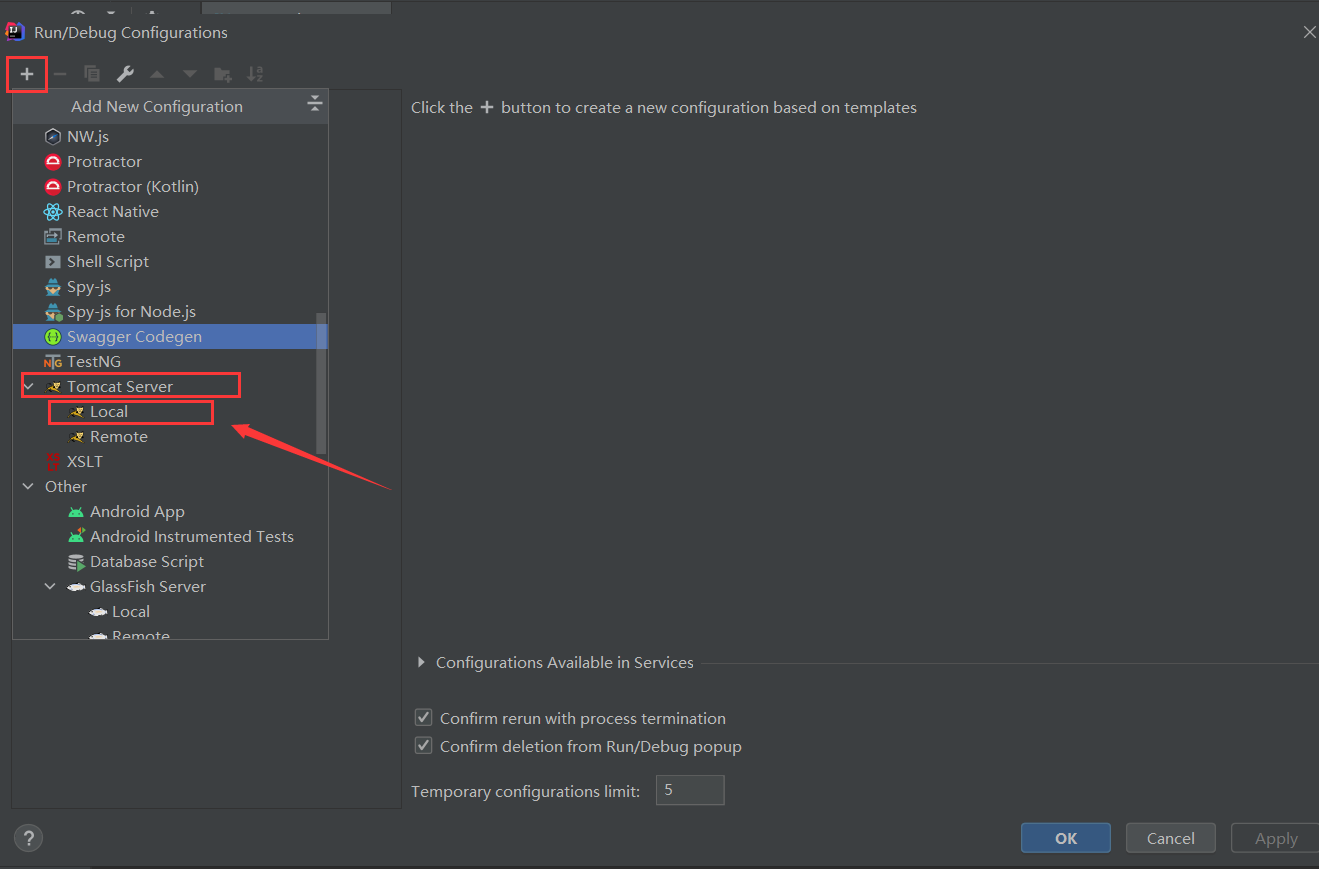 Run/Debug Configurations
Add New Configuration
Click the + button to create a new configuration based on templates
NW.js
Protractor
Protractor (Kotlin)
React Native
Remote
Shell Script
Spy-js
Spy-js for Node.js
Swagger Codegen
TestNG
Tomcat Server
Local
Remote
XSLT
Other
Android App
Android Instrumented Tests
Database Script
GlassFish Server
Local
Remote
Configurations Available in Services
Confirm rerun with process termination
Confirm deletion from Run/Debug popup
Temporary configurations limit: 5
? OK Cancel Apply